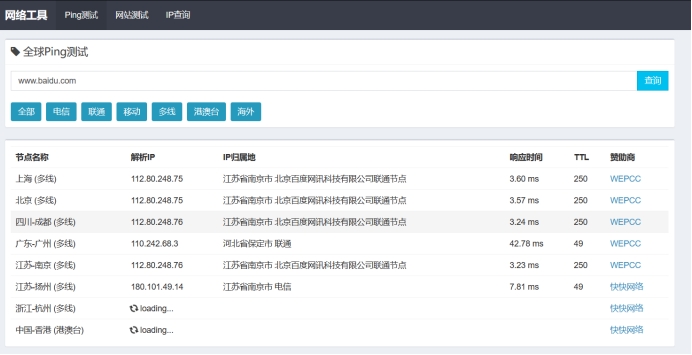 网络工具 Ping测试 网站测试 IP查询
全球Ping测试
www.baidu.com 查询
全部 电信 联通 移动 多线 港澳台 海外
节点名称 解析IP IP归属地 响应时间 TTL 赞助商
上海 (多线) 112.80.248.75 江苏省南京市 北京百度网讯科技有限公司联通节点 3.60 ms 250 WEPCC
北京 (多线) 112.80.248.75 江苏省南京市 北京百度网讯科技有限公司联通节点 3.57 ms 250 WEPCC
四川-成都 (多线) 112.80.248.76 江苏省南京市 北京百度网讯科技有限公司联通节点 3.24 ms 250 WEPCC
广东-广州 (多线) 110.242.68.3 河北省保定市 联通 42.78 ms 49 WEPCC
江苏-南京 (多线) 112.80.248.76 江苏省南京市 北京百度网讯科技有限公司联通节点 3.23 ms 250 WEPCC
江苏-扬州 (多线) 180.101.49.14 江苏省南京市 电信 7.81 ms 49 快快网络
浙江-杭州 (多线) loading... 快快网络
中国-香港 (港澳台) loading... 快快网络